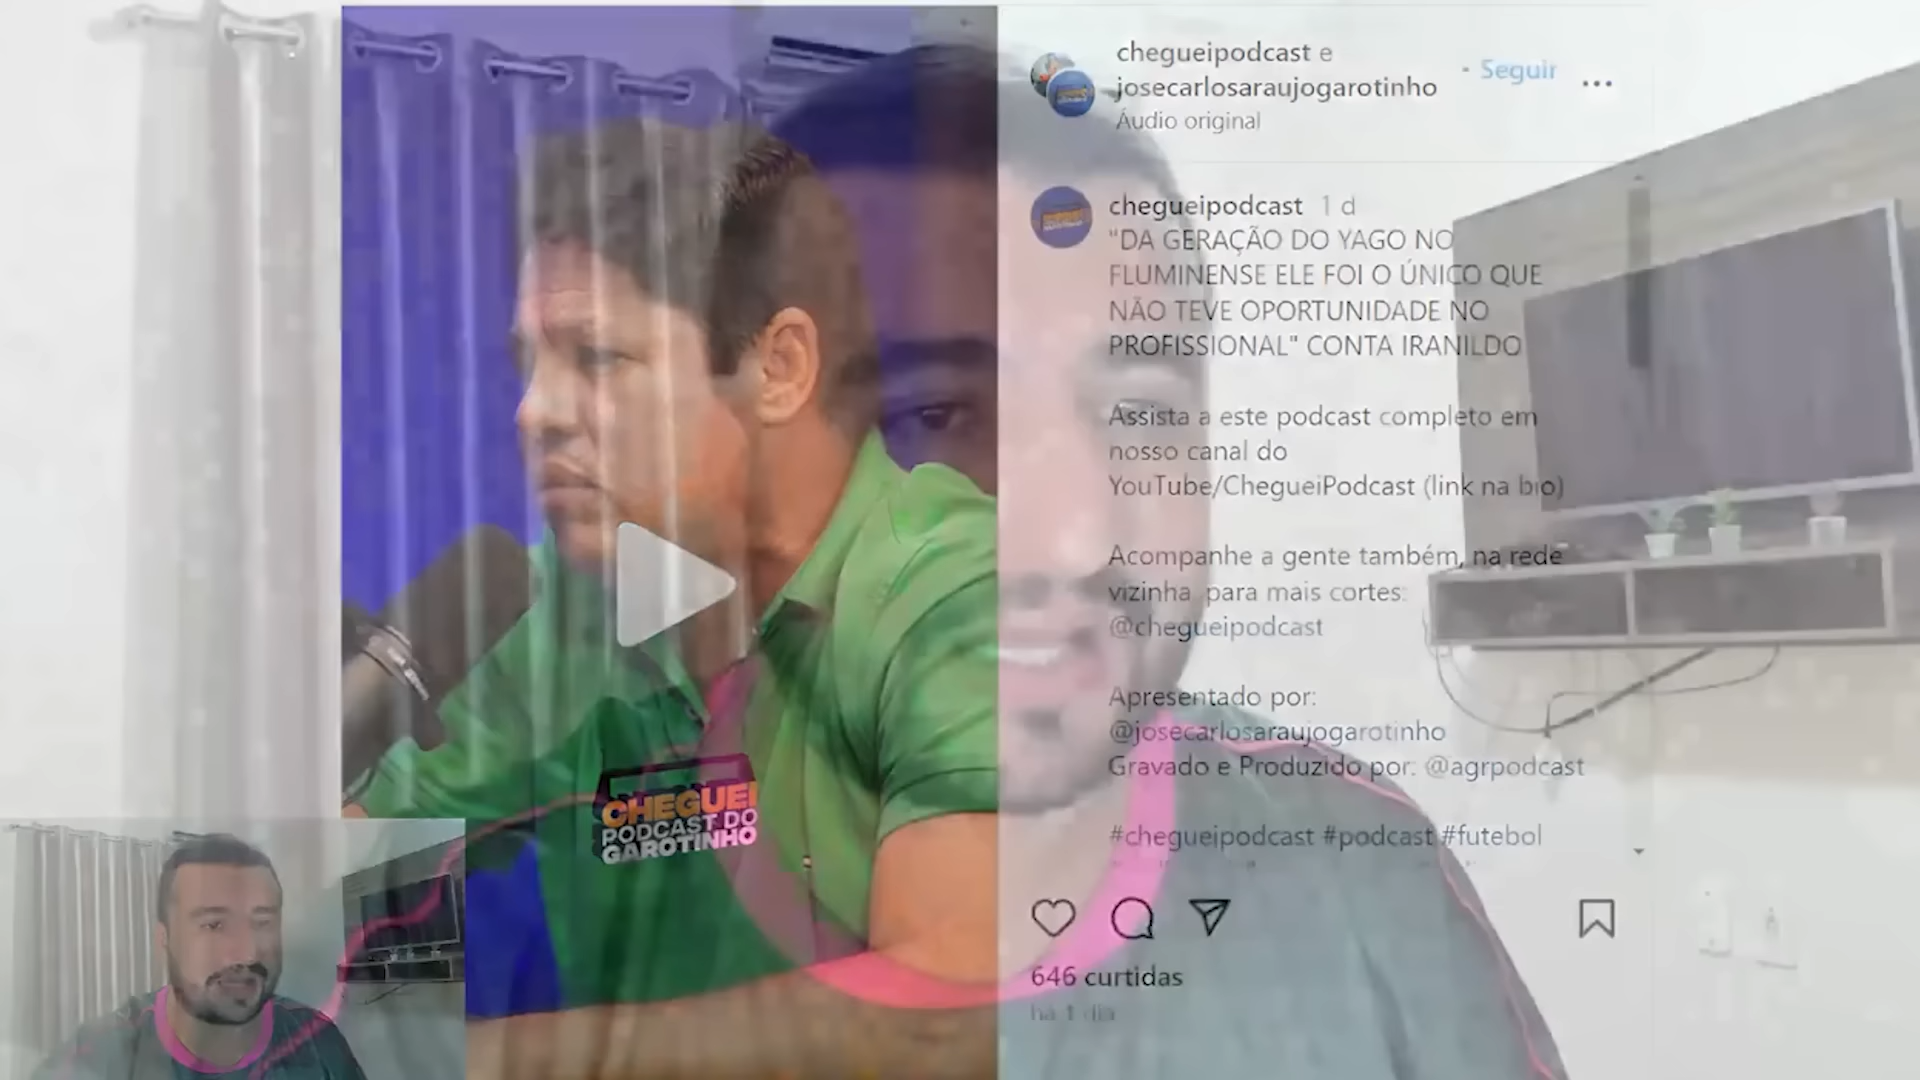 chegueipodcast e
josecarlosaraujogarotinho
• Seguir
Áudio original
chegueipodcast 1 d
"DA GERAÇÃO DO YAGO NO
FLUMINENSE ELE FOI O ÚNICO QUE
NÃO TEVE OPORTUNIDADE NO
PROFISSIONAL" CONTA IRANILDO
Assista a este podcast completo em
nosso canal do
YouTube/ChegueiPodcast (link na bio)
Acompanhe a gente também, na rede
vizinha para mais cortes:
@chegueipodcast
Apresentado por:
@josecarlosaraujogarotinho
Gravado e Produzido por: @agrpodcast
#chegueipodcast #podcast #futebol
646 curtidas
há 1 dia
CHEGUEI
PODCAST DO
GAROTINHO